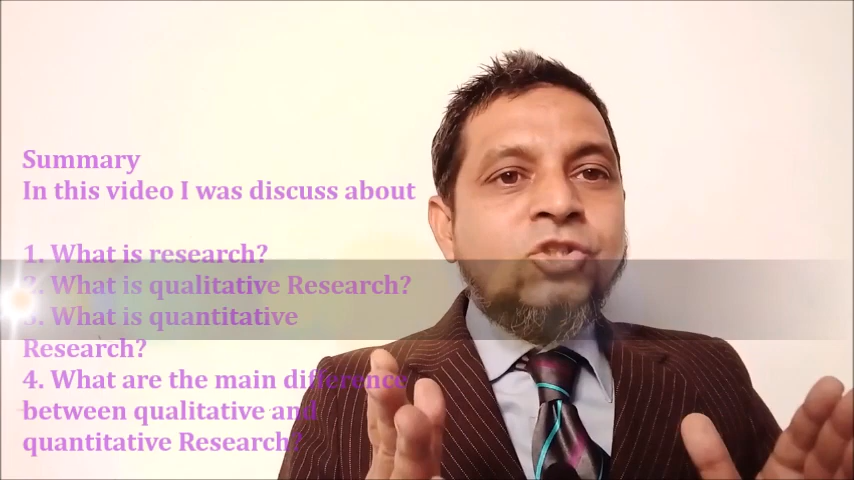 Summary
In this video I was discuss about
1. What is research?
2. What is qualitative Research?
3. What is quantitative
Research?
4. What are the main difference
between qualitative and
quantitative Research?